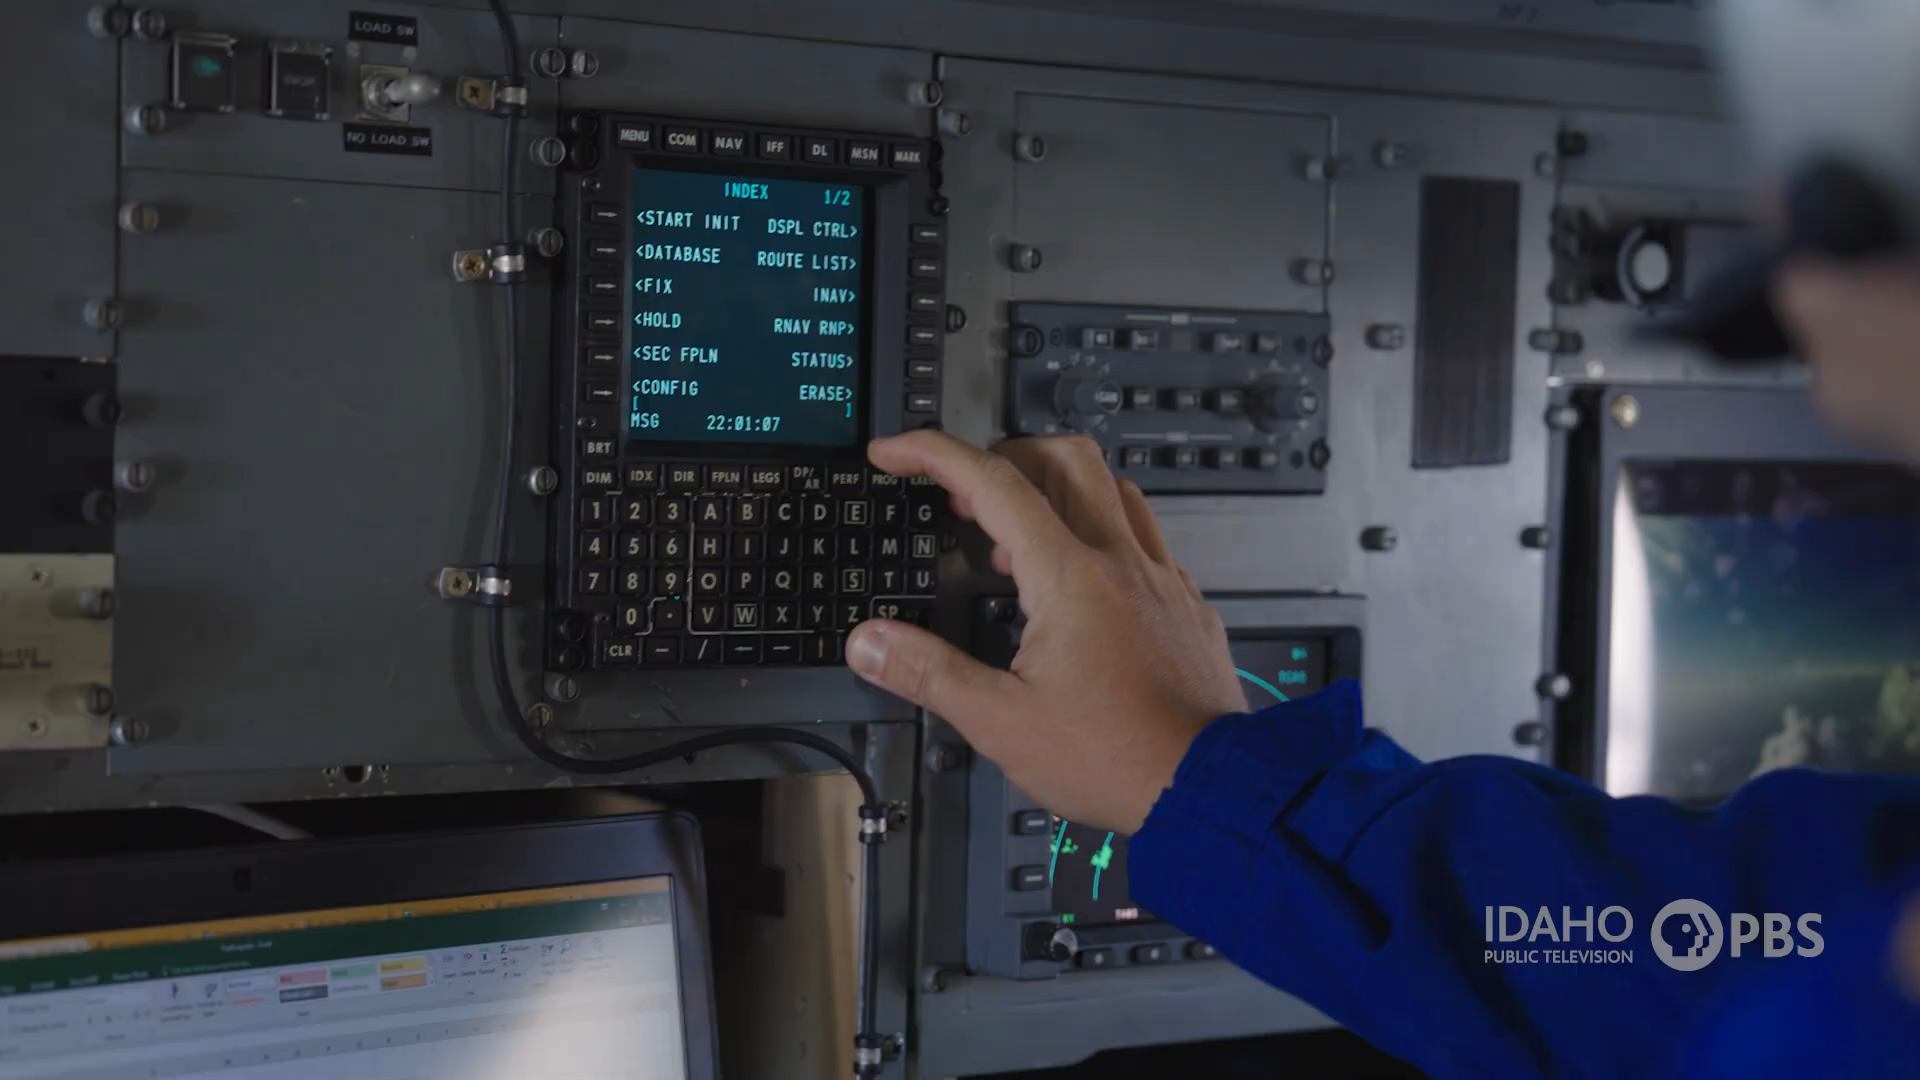 LOAD SW
NO LOAD SW
MENU COM NAV IFF DL MSN MARK
INDEX 1/2
<START INIT DSPL CTRL>
<DATABASE ROUTE LIST>
<FIX INAV>
<HOLD RNAV RNP>
<SEC FPLN STATUS>
<CONFIG ERASE>
[ ]
MSG 22:01:07
BRT
DIM IDX DIR FPLN LEGS DP/AR PERF PROG EXEC
1 2 3 A B C D E F G
4 5 6 H I J K L M N
7 8 9 O P Q R S T U
0 . V W X Y Z SP
CLR — / ← → ↑
IDAHO
PUBLIC TELEVISION
PBS